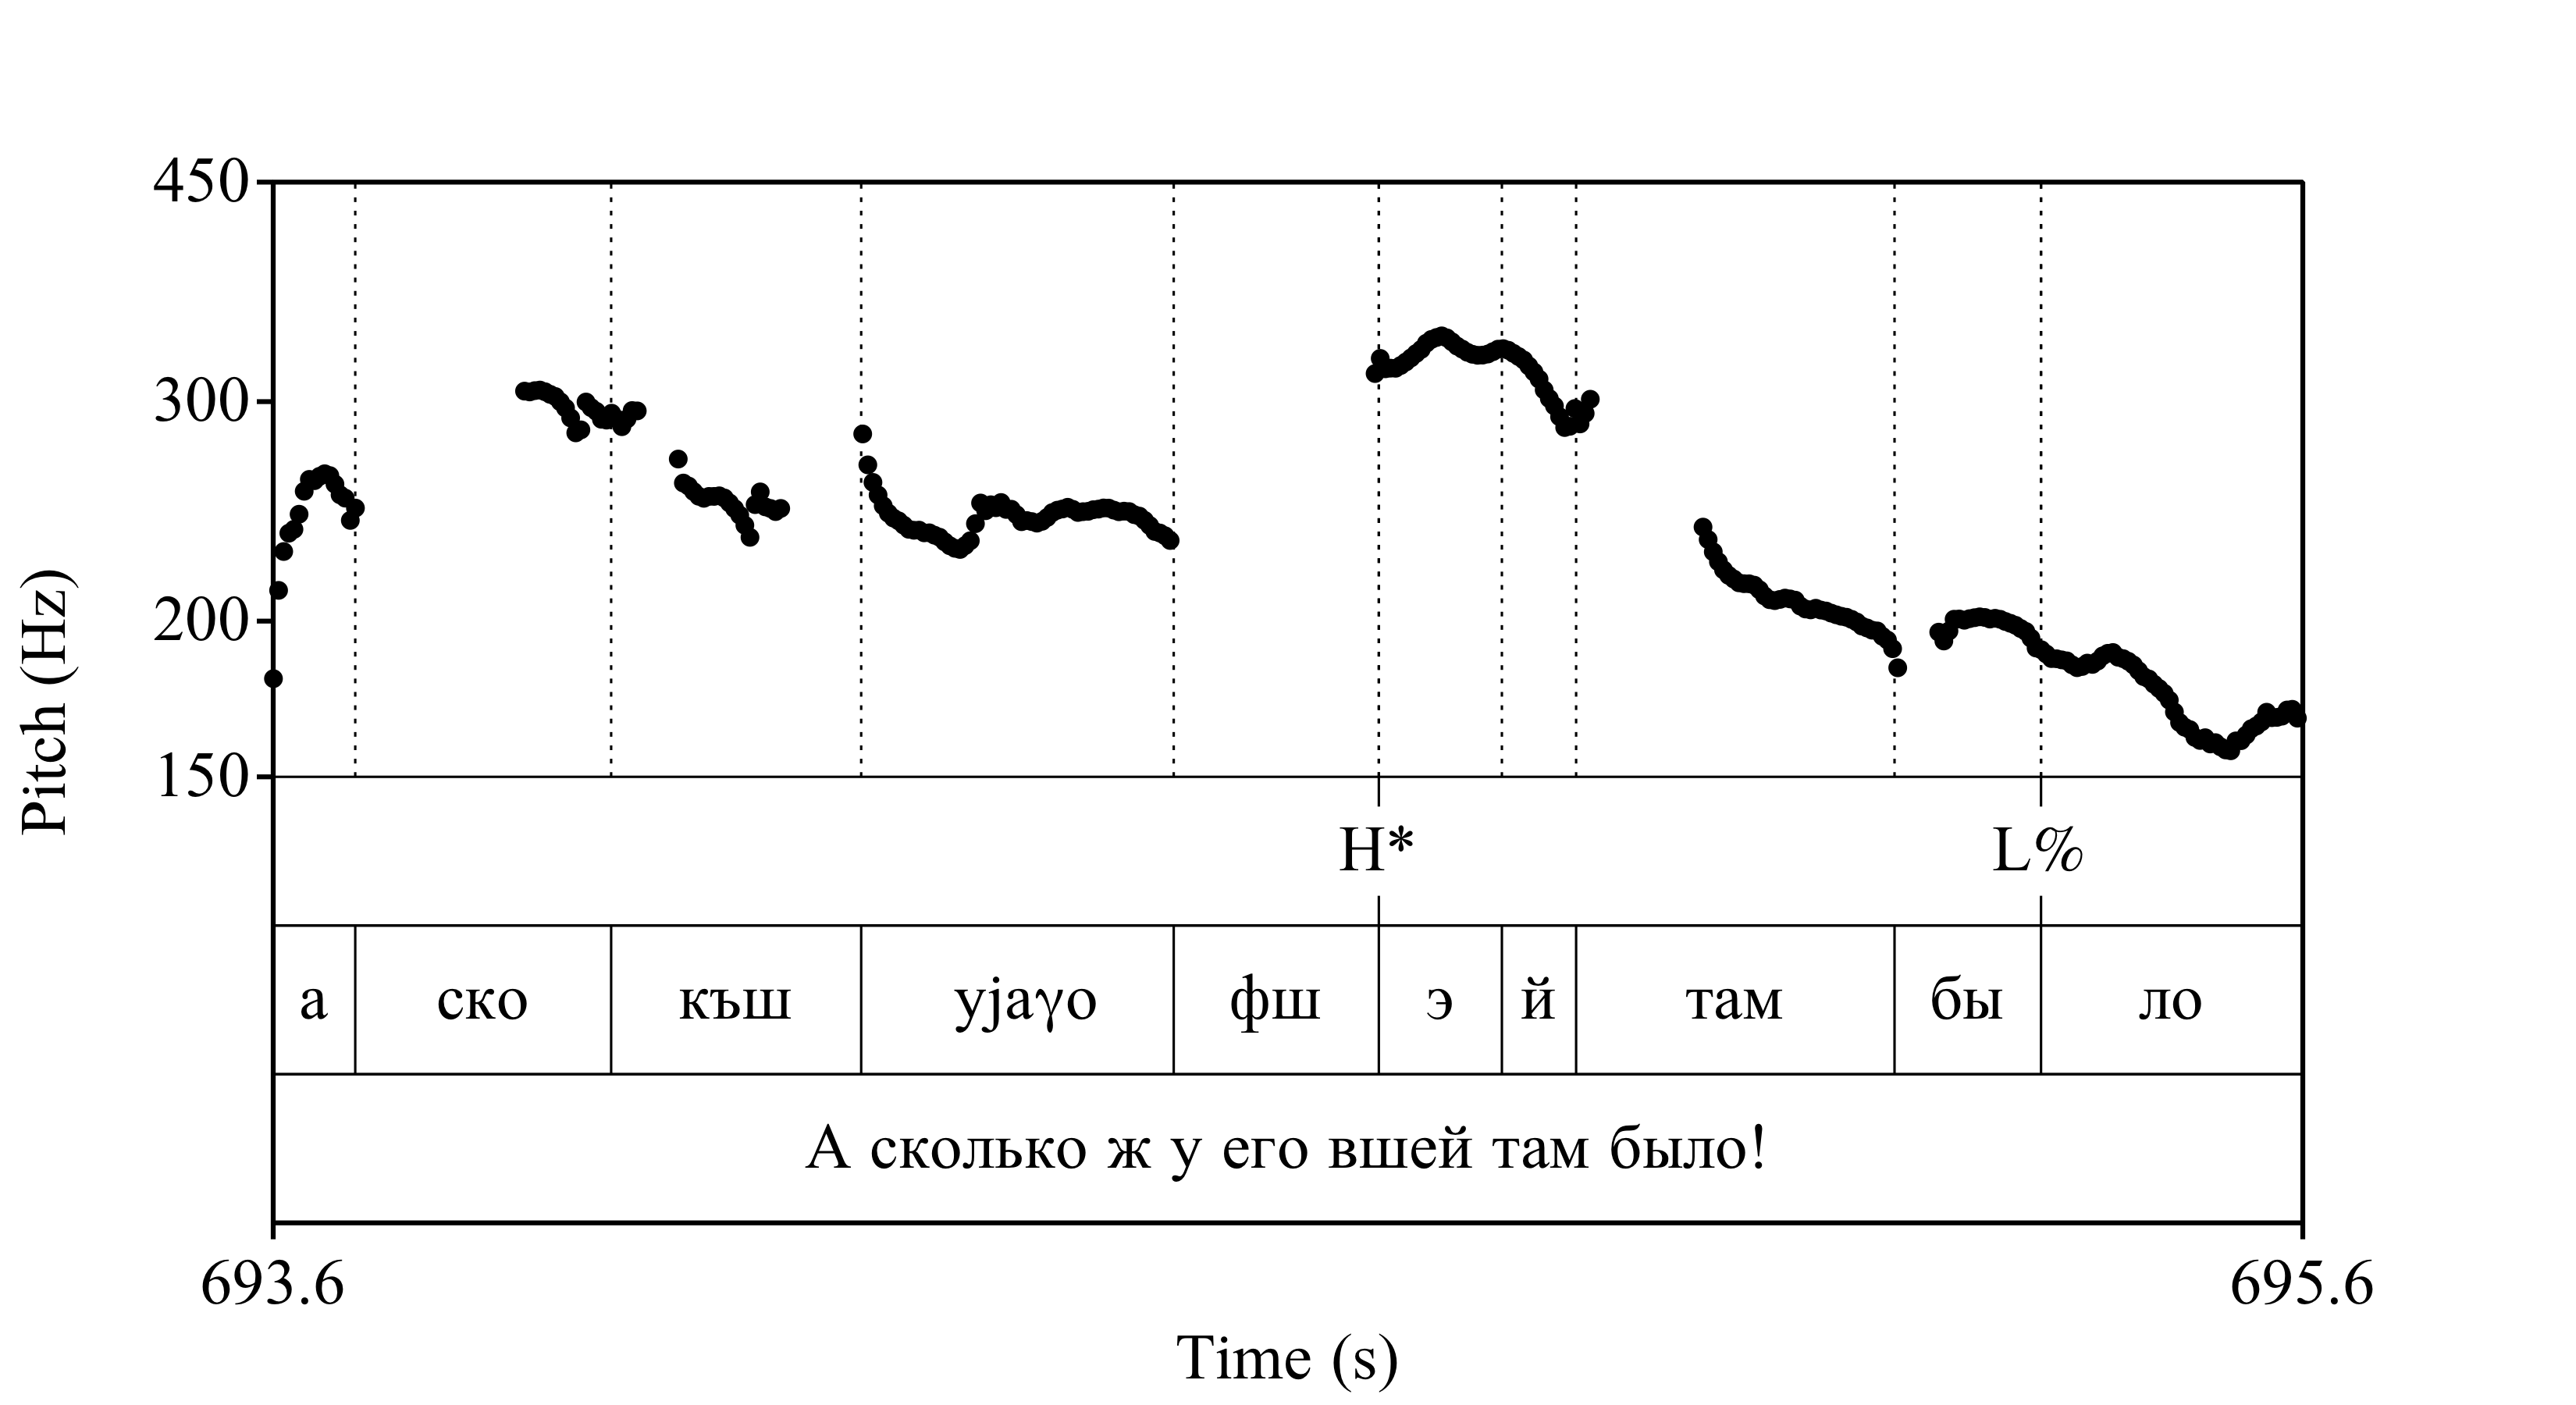 450
300
200
150
Pitch (Hz)
H* L%
а ско къш уjaγo фш э й там бы ло
А сколько ж у его вшей там было!
693.6 695.6
Time (s)